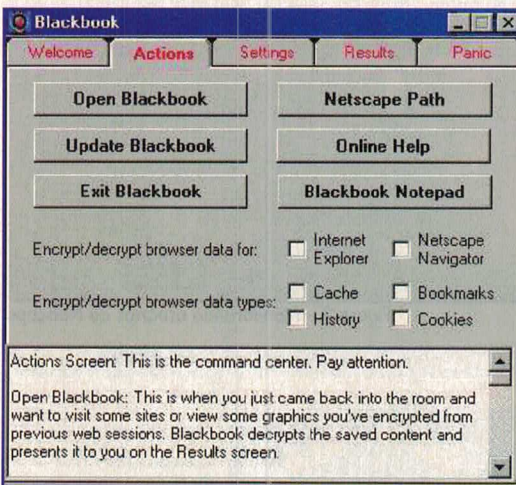 Blackbook
Welcome Actions Settings Results Panic
Open Blackbook Netscape Path
Update Blackbook Online Help
Exit Blackbook Blackbook Notepad
Encrypt/decrypt browser data for: Internet Explorer Netscape Navigator
Encrypt/decrypt browser data types: Cache Bookmarks
History Cookies
Actions Screen: This is the command center. Pay attention.
Open Blackbook: This is when you just came back into the room and
want to visit some sites or view some graphics you've encrypted from
previous web sessions. Blackbook decrypts the saved content and
presents it to you on the Results screen.